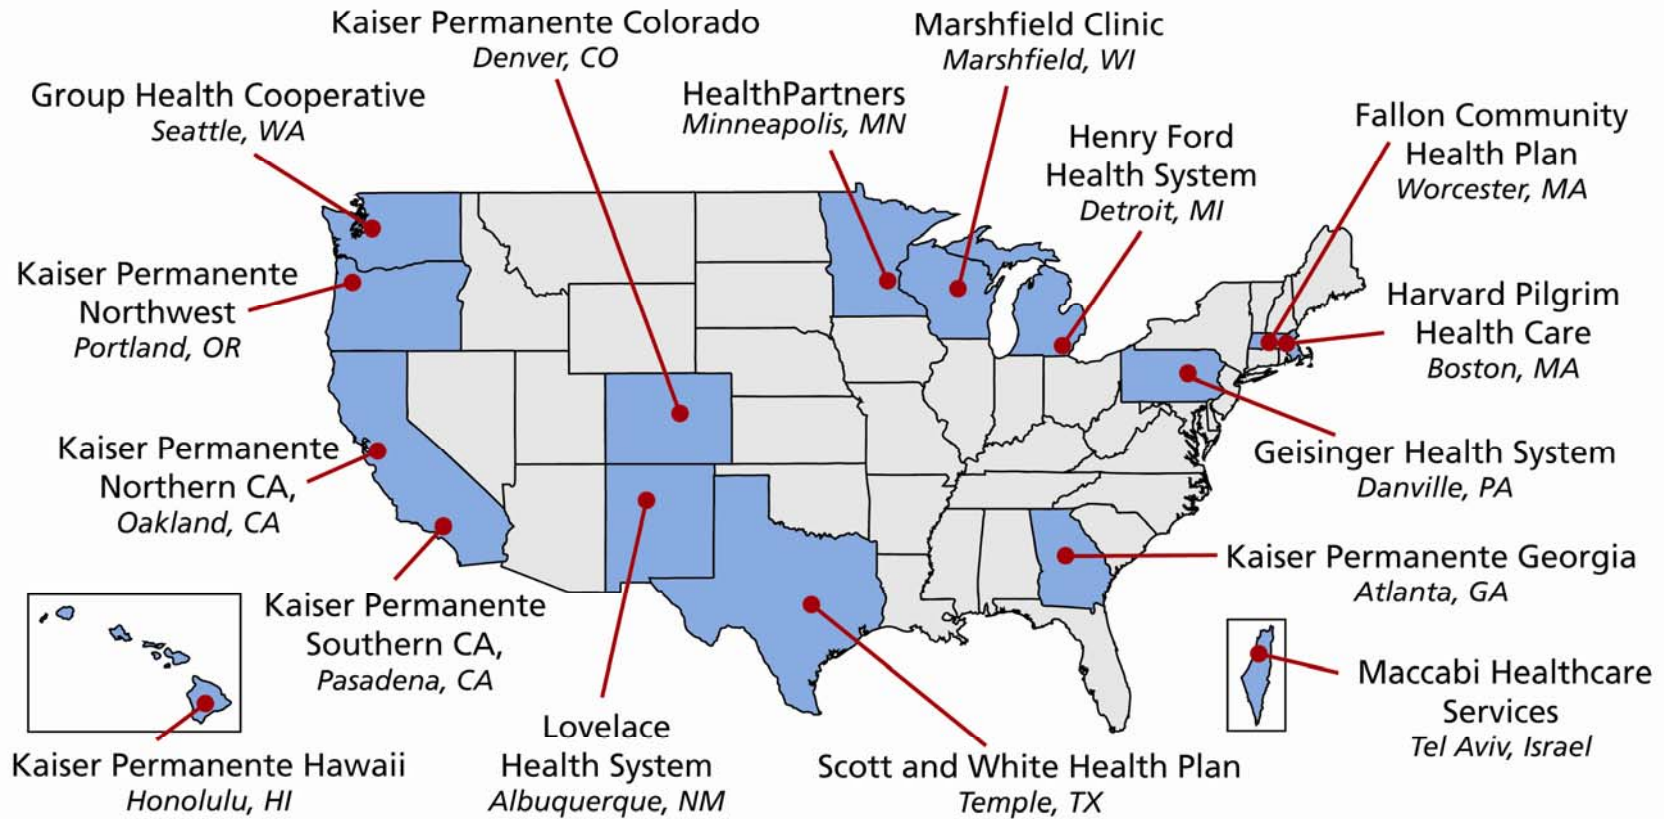 Kaiser Permanente Colorado
Denver, CO
Marshfield Clinic
Marshfield, WI
Group Health Cooperative
Seattle, WA
HealthPartners
Minneapolis, MN
Henry Ford
Health System
Detroit, MI
Fallon Community
Health Plan
Worcester, MA
Kaiser Permanente
Northwest
Portland, OR
Harvard Pilgrim
Health Care
Boston, MA
Kaiser Permanente
Northern CA,
Oakland, CA
Geisinger Health System
Danville, PA
Kaiser Permanente Georgia
Atlanta, GA
Kaiser Permanente
Southern CA,
Pasadena, CA
Maccabi Healthcare
Services
Tel Aviv, Israel
Kaiser Permanente Hawaii
Honolulu, HI
Lovelace
Health System
Albuquerque, NM
Scott and White Health Plan
Temple, TX